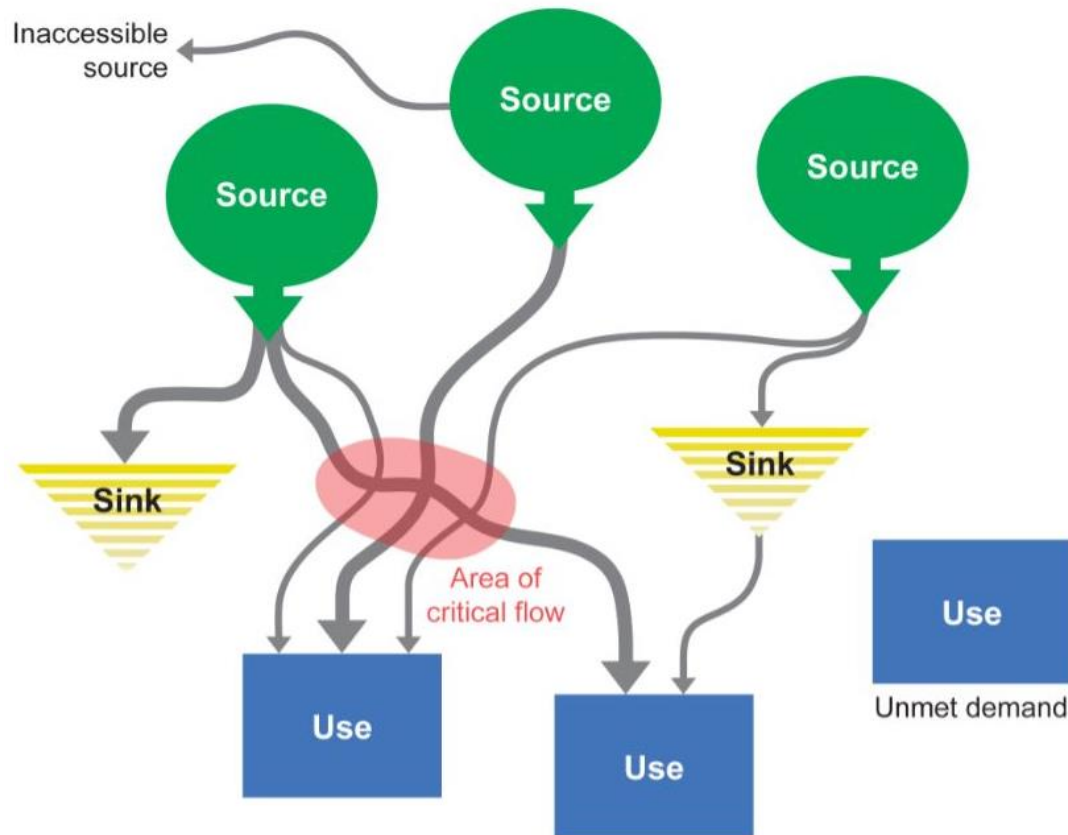 Inaccessible
source
Source
Source
Source
Sink
Sink
Area of
critical flow
Use
Use
Use
Unmet demand